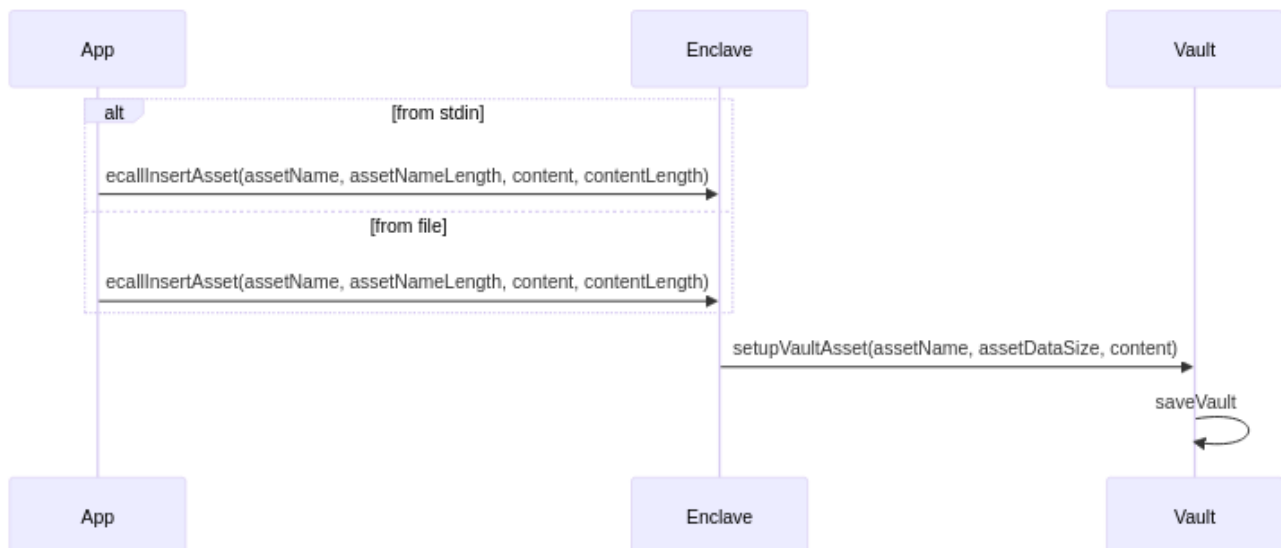 App
Enclave
Vault
alt
[from stdin]
ecallInsertAsset(assetName, assetNameLength, content, contentLength)
[from file]
ecallInsertAsset(assetName, assetNameLength, content, contentLength)
setupVaultAsset(assetName, assetDataSize, content)
saveVault
App
Enclave
Vault